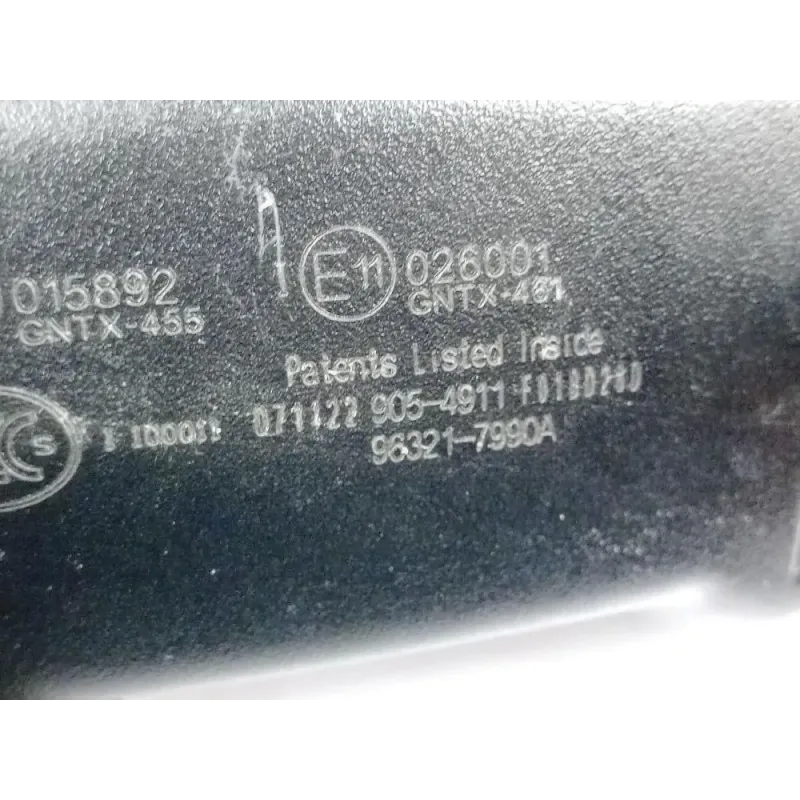 015892
GNTX-455
E11 026001
GNTX-461
Patents Listed Inside
071122 905-4911
96321-7990A